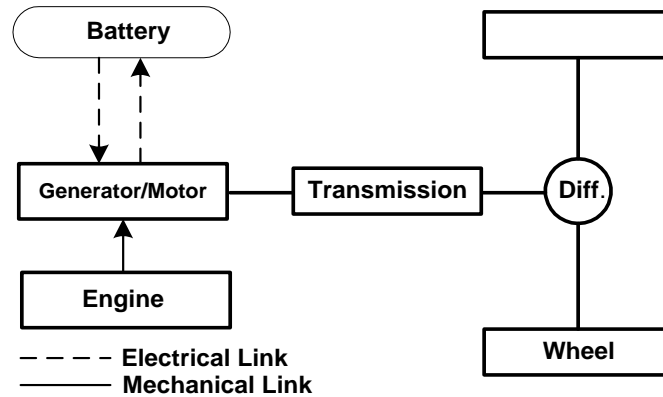 Battery
Generator/Motor
Transmission
Diff.
Engine
Wheel
Electrical Link
Mechanical Link